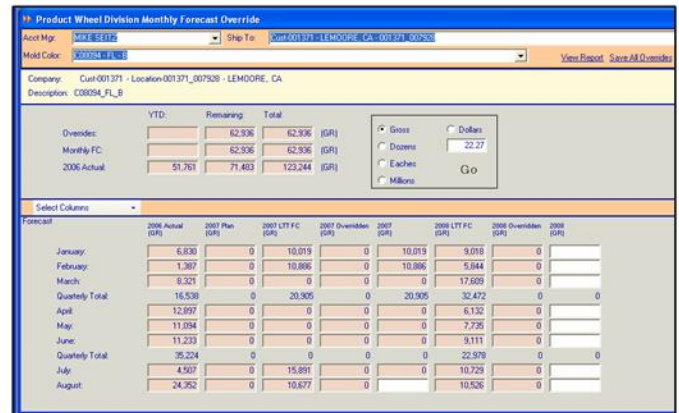 Product Wheel Division Monthly Forecast Override
Acct Mgr: MIKE SEITZ Ship To: Cust-001371 - LEMOORE, CA - 001371_007928
Mold Color: C08094 - FL - B View Report Save All Overrides
Company: Cust-001371 - Location-001371_007928 - LEMOORE, CA
Description: C08094_FL_B
YTD: Remaining: Total:
Overrides: 62,936 62,936 (GR) Gross Dollars
Monthly FC: 62,936 62,936 (GR) Dozens 22.27
2006 Actual: 51,761 71,483 123,244 (GR) Eaches Go
Millions
Select Columns
Forecast 2006 Actual (GR) 2007 Plan (GR) 2007 LTT FC (GR) 2007 Overridden (GR) 2007 (GR) 2008 LTT FC (GR) 2008 Overridden (GR) 2008 (GR)
January: 6,830 0 10,019 0 10,019 9,018 0
February: 1,387 0 10,886 0 10,886 5,844 0
March: 8,321 0 0 0 0 17,609 0
Quarterly Total: 16,538 0 20,905 0 20,905 32,472 0 0
April: 12,897 0 0 0 0 6,132 0
May: 11,094 0 0 0 0 7,735 0
June: 11,233 0 0 0 0 9,111 0
Quarterly Total: 35,224 0 0 0 0 22,978 0 0
July: 4,507 0 15,891 0 0 10,729 0
August: 24,352 0 10,677 0 10,526 0